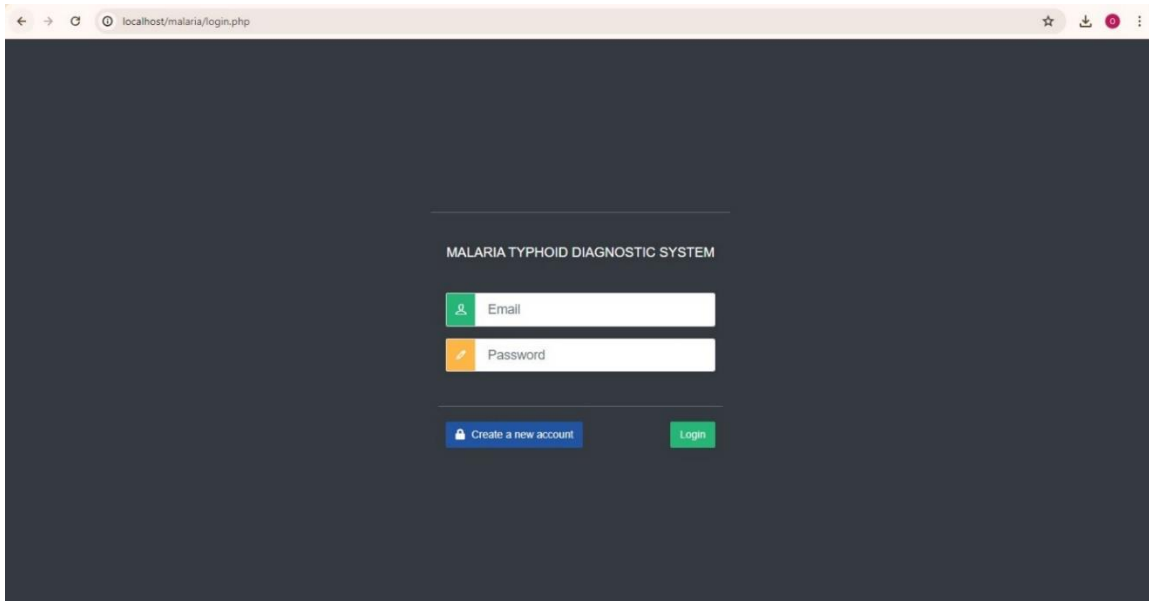 localhost/malaria/login.php
O
MALARIA TYPHOID DIAGNOSTIC SYSTEM
Email
Password
Create a new account
Login